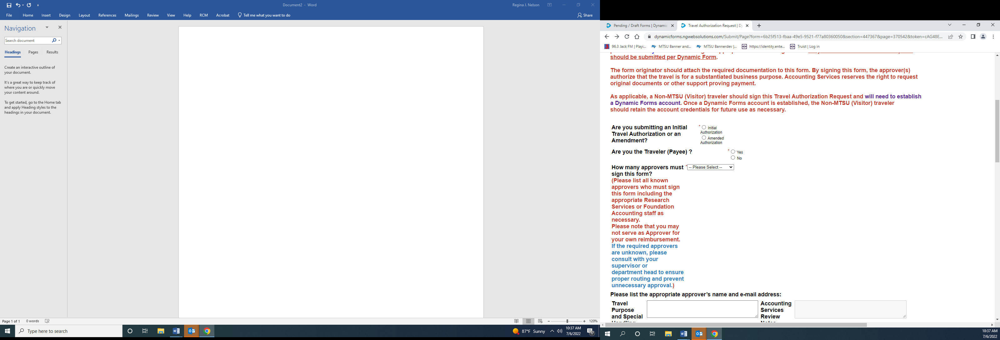 Document2 - Word
Regina J. Nelson
File Home Insert Design Layout References Mailings Review View Help RCM Acrobat Tell me what you want to do
Share
Navigation
Search document
Headings Pages Results
Create an interactive outline of
your document.
It's a great way to keep track of
where you are or quickly move
your content around.
To get started, go to the Home tab
and apply Heading styles to the
headings in your document.
Page 1 of 1 0 words
120%
Type here to search
87°F Sunny
10:37 AM
7/6/2022
17
Pending / Draft Forms | Dynamic
Travel Authorization Request | Dy
dynamicforms.ngwebsolutions.com/Submit/Page?form=6b25f513-fbaa-49e5-9521-f77a80360050&section=447367&page=370542&token=cAG48E...
96.3 Jack FM | Playi...
MTSU Banner and...
MTSU Bannerdev |...
https://identity.ente...
Truist | Log in
should be submitted per Dynamic Form.
The form originator should attach the required documentation to this form. By signing this form, the approver(s)
authorize that the travel is for a substantiated business purpose. Accounting Services reserves the right to request
original documents or other support proving payment.
As applicable, a Non-MTSU (Visitor) traveler should sign this Travel Authorization Request and will need to establish
a Dynamic Forms account. Once a Dynamic Forms account is established, the Non-MTSU (Visitor) traveler
should retain the account credentials for future use as necessary.
Are you submitting an Initial
Travel Authorization or an
Amendment?
* Initial
Authorization
Amended
Authorization
Are you the Traveler (Payee) ?
* Yes
No
How many approvers must
sign this form?
* -- Please Select --
(Please list all known
approvers who must sign
this form including the
appropriate Research
Services or Foundation
Accounting staff as
necessary.
Please note that you may
not serve as Approver for
your own reimbursement.
If the required approvers
are unknown, please
consult with your
supervisor or
department head to ensure
proper routing and prevent
unnecessary approval.)
Please list the appropriate approver’s name and e-mail address:
Travel
Purpose
and Special
Accounting
Services
Review
10:37 AM
7/6/2022